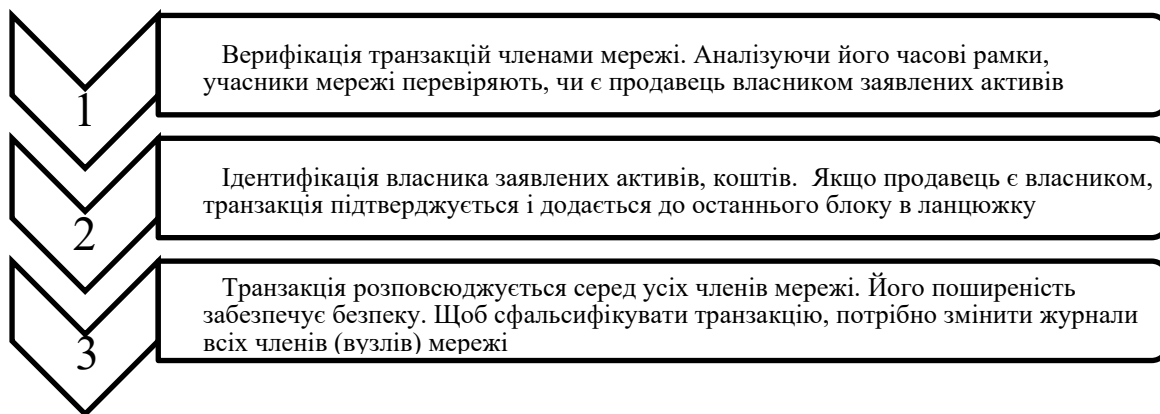 1
Верифікація транзакцій членами мережі. Аналізуючи його часові рамки,
учасники мережі перевіряють, чи є продавець власником заявлених активів
2
Ідентифікація власника заявлених активів, коштів. Якщо продавець є власником,
транзакція підтверджується і додається до останнього блоку в ланцюжку
3
Транзакція розповсюджується серед усіх членів мережі. Його поширеність
забезпечує безпеку. Щоб сфальсифікувати транзакцію, потрібно змінити журнали
всіх членів (вузлів) мережі